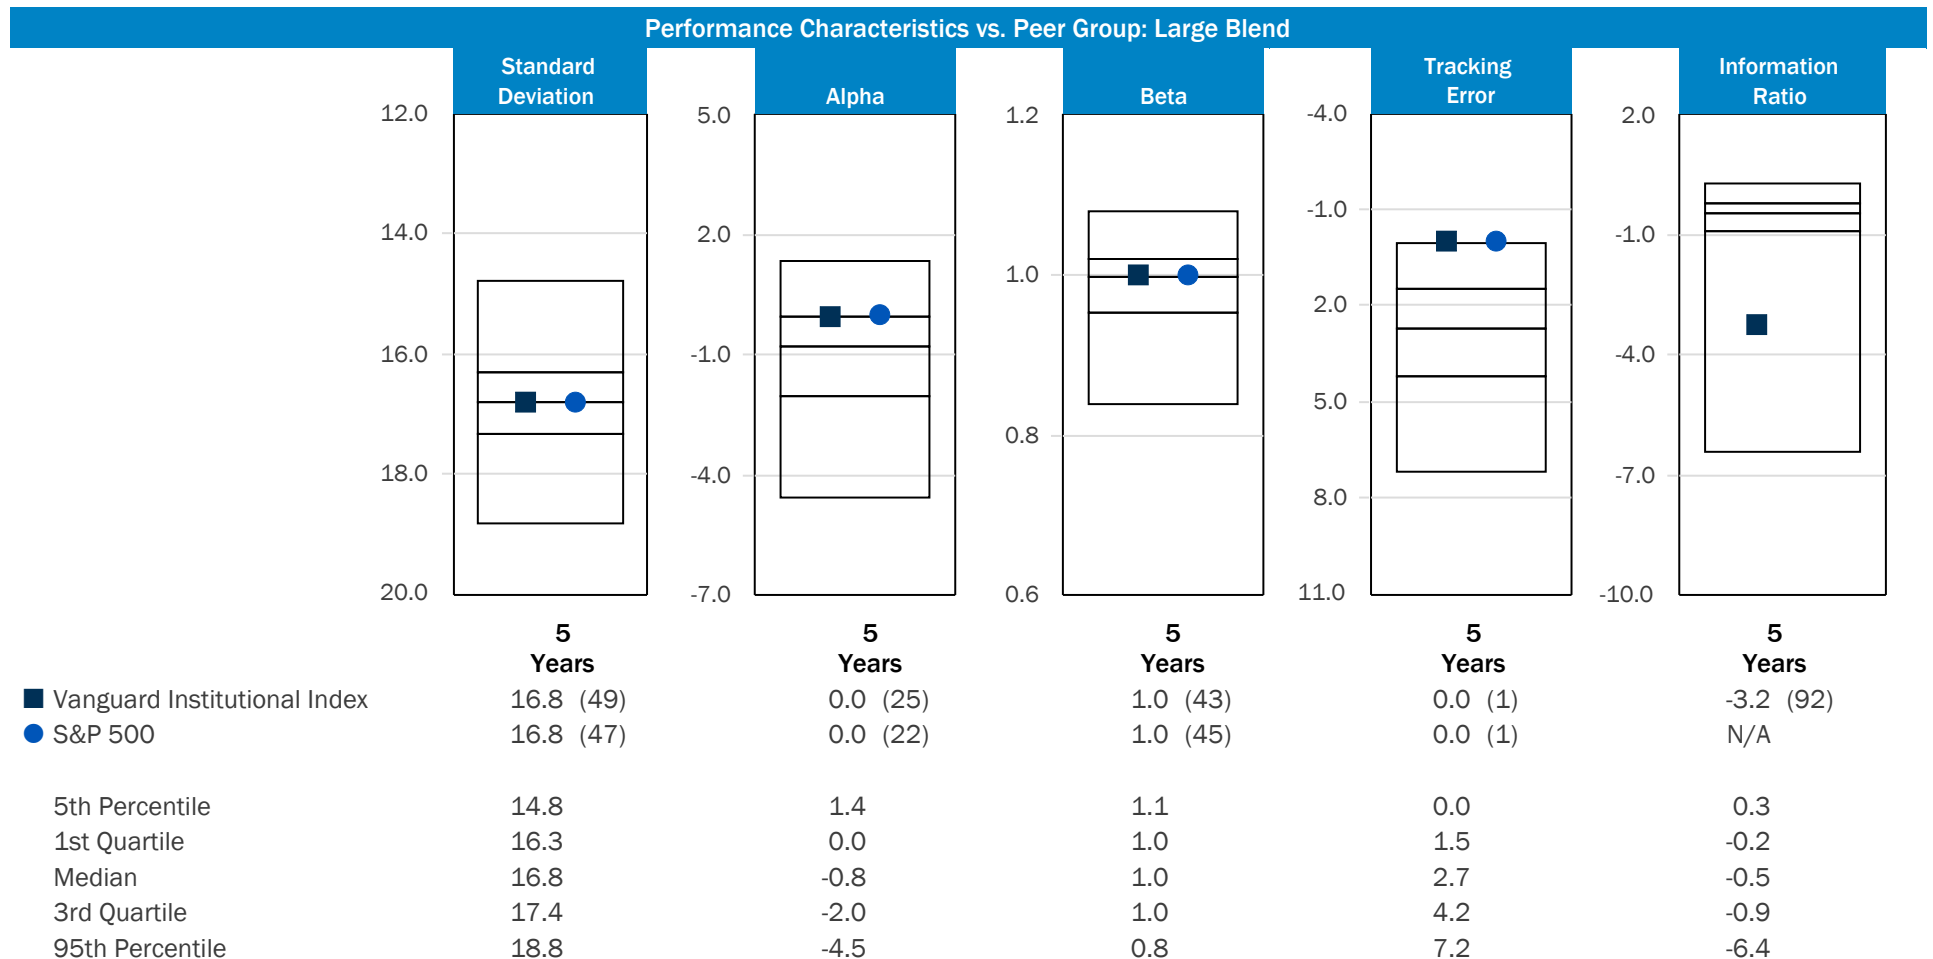 Performance Characteristics vs. Peer Group: Large Blend
Standard Deviation
Alpha
Beta
Tracking Error
Information Ratio
12.0
14.0
16.0
18.0
20.0
5.0
2.0
-1.0
-4.0
-7.0
1.2
1.0
0.8
0.6
-4.0
-1.0
2.0
5.0
8.0
11.0
2.0
-1.0
-4.0
-7.0
-10.0
5 Years 5 Years 5 Years 5 Years 5 Years
Vanguard Institutional Index 16.8 (49) 0.0 (25) 1.0 (43) 0.0 (1) -3.2 (92)
S&P 500 16.8 (47) 0.0 (22) 1.0 (45) 0.0 (1) N/A
5th Percentile 14.8 1.4 1.1 0.0 0.3
1st Quartile 16.3 0.0 1.0 1.5 -0.2
Median 16.8 -0.8 1.0 2.7 -0.5
3rd Quartile 17.4 -2.0 1.0 4.2 -0.9
95th Percentile 18.8 -4.5 0.8 7.2 -6.4